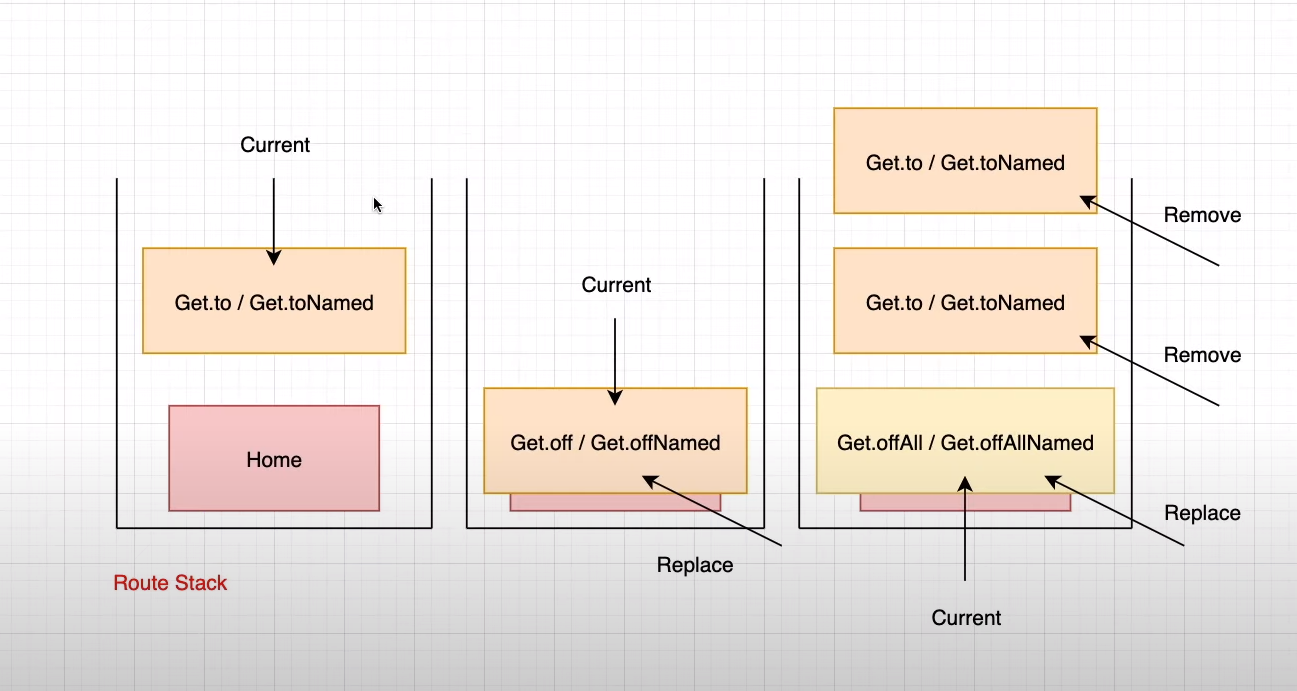 Current
Get.to / Get.toNamed
Home
Route Stack
Current
Get.off / Get.offNamed
Replace
Get.to / Get.toNamed
Remove
Get.to / Get.toNamed
Remove
Get.offAll / Get.offAllNamed
Replace
Current